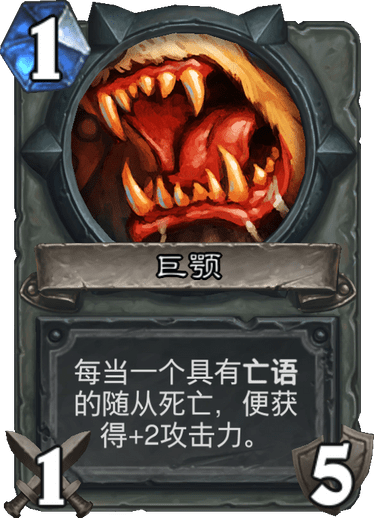 1
巨颚
每当一个具有亡语
的随从死亡，便获
得+2攻击力。
1
5